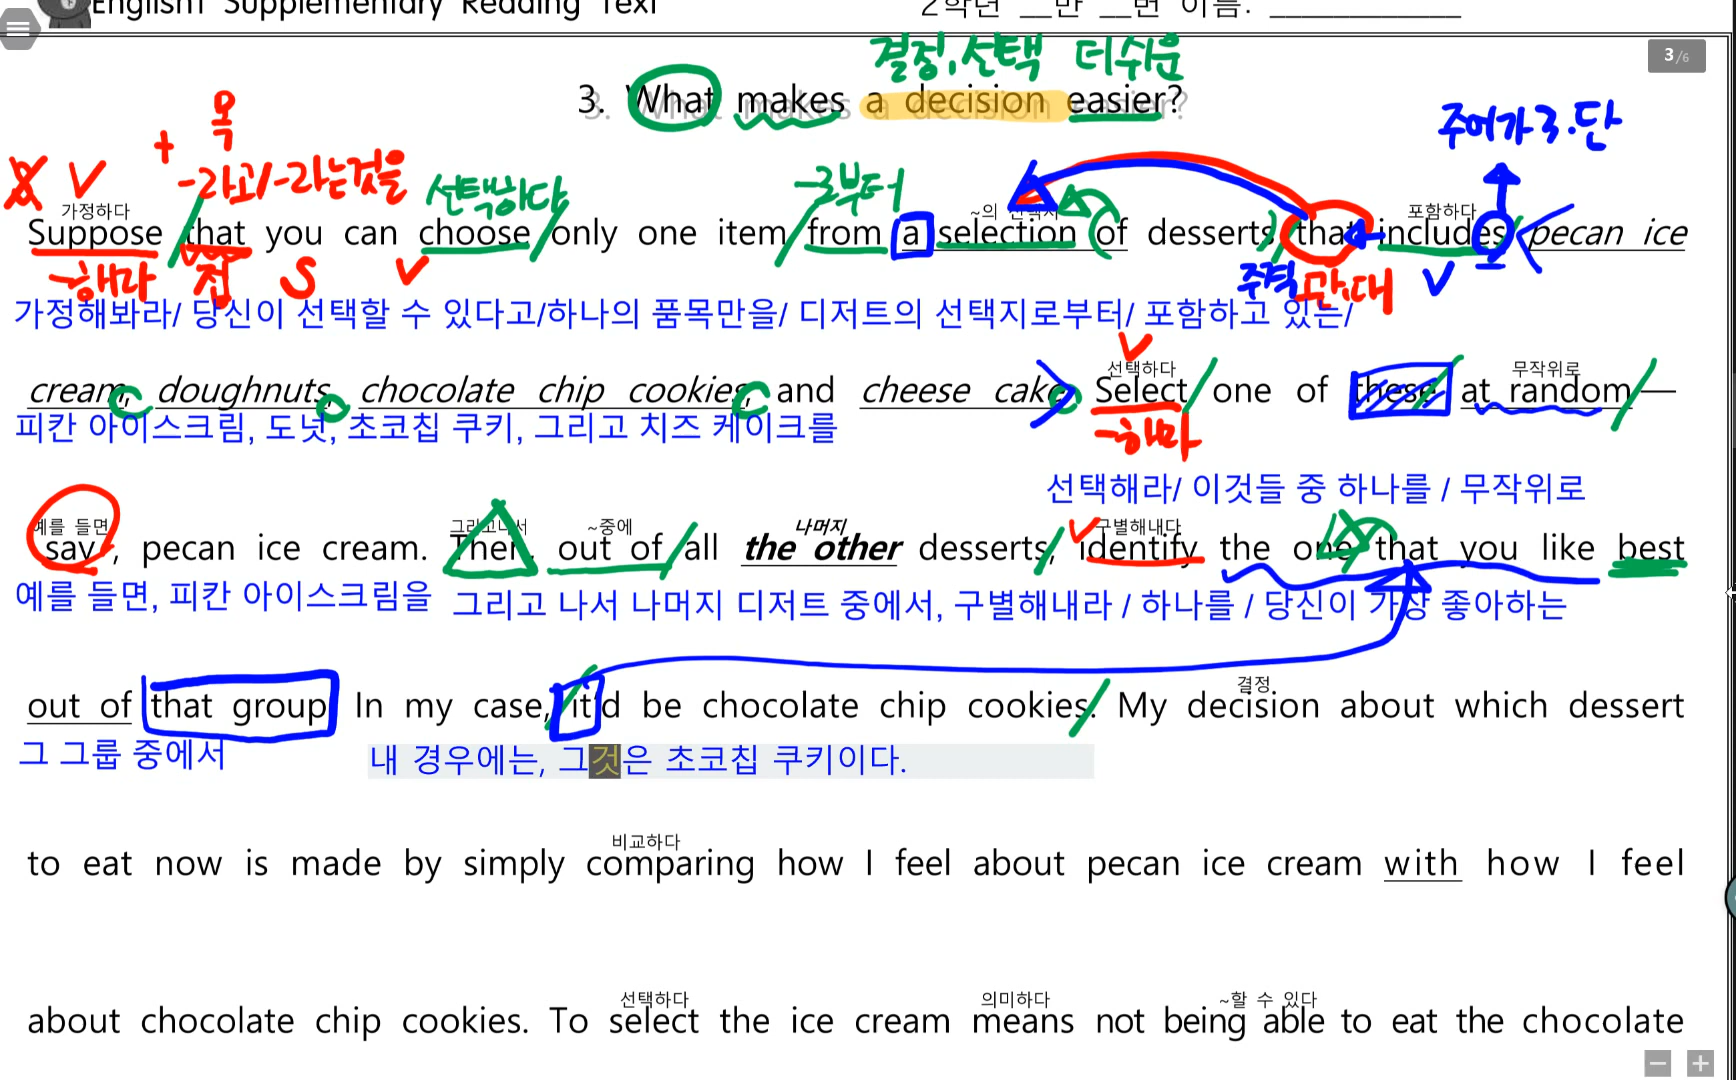 English1 Supplementary Reading Text 2학년 __반 __번 이름: ____________
3/6
결정, 선택 더 쉬운
3. What makes a decision easier?
주어가 3.단
목
+ -라고/-라는것을
선택하다
~로부터
가정하다 ~의 선택지 포함하다
Suppose that you can choose only one item from a selection of desserts that includes pecan ice
-해라 접 S V 주격 관.대 V
가정해봐라/ 당신이 선택할 수 있다고/하나의 품목만을/ 디저트의 선택지로부터/ 포함하고 있는/
선택하다 무작위로
cream, doughnuts, chocolate chip cookies, and cheese cake. Select one of these at random—
피칸 아이스크림, 도넛, 초코칩 쿠키, 그리고 치즈 케이크를
-해라
선택해라/ 이것들 중 하나를 / 무작위로
예를 들면 그리고나서 ~중에 나머지 구별해내다
say, pecan ice cream. Then, out of all the other desserts, identify the one that you like best
예를 들면, 피칸 아이스크림을 그리고 나서 나머지 디저트 중에서, 구별해내라 / 하나를 / 당신이 가장 좋아하는
결정
out of that group. In my case, it'd be chocolate chip cookies. My decision about which dessert
그 그룹 중에서 내 경우에는, 그것은 초코칩 쿠키이다.
비교하다
to eat now is made by simply comparing how I feel about pecan ice cream with how I feel
선택하다 의미하다 ~할 수 있다
about chocolate chip cookies. To select the ice cream means not being able to eat the chocolate